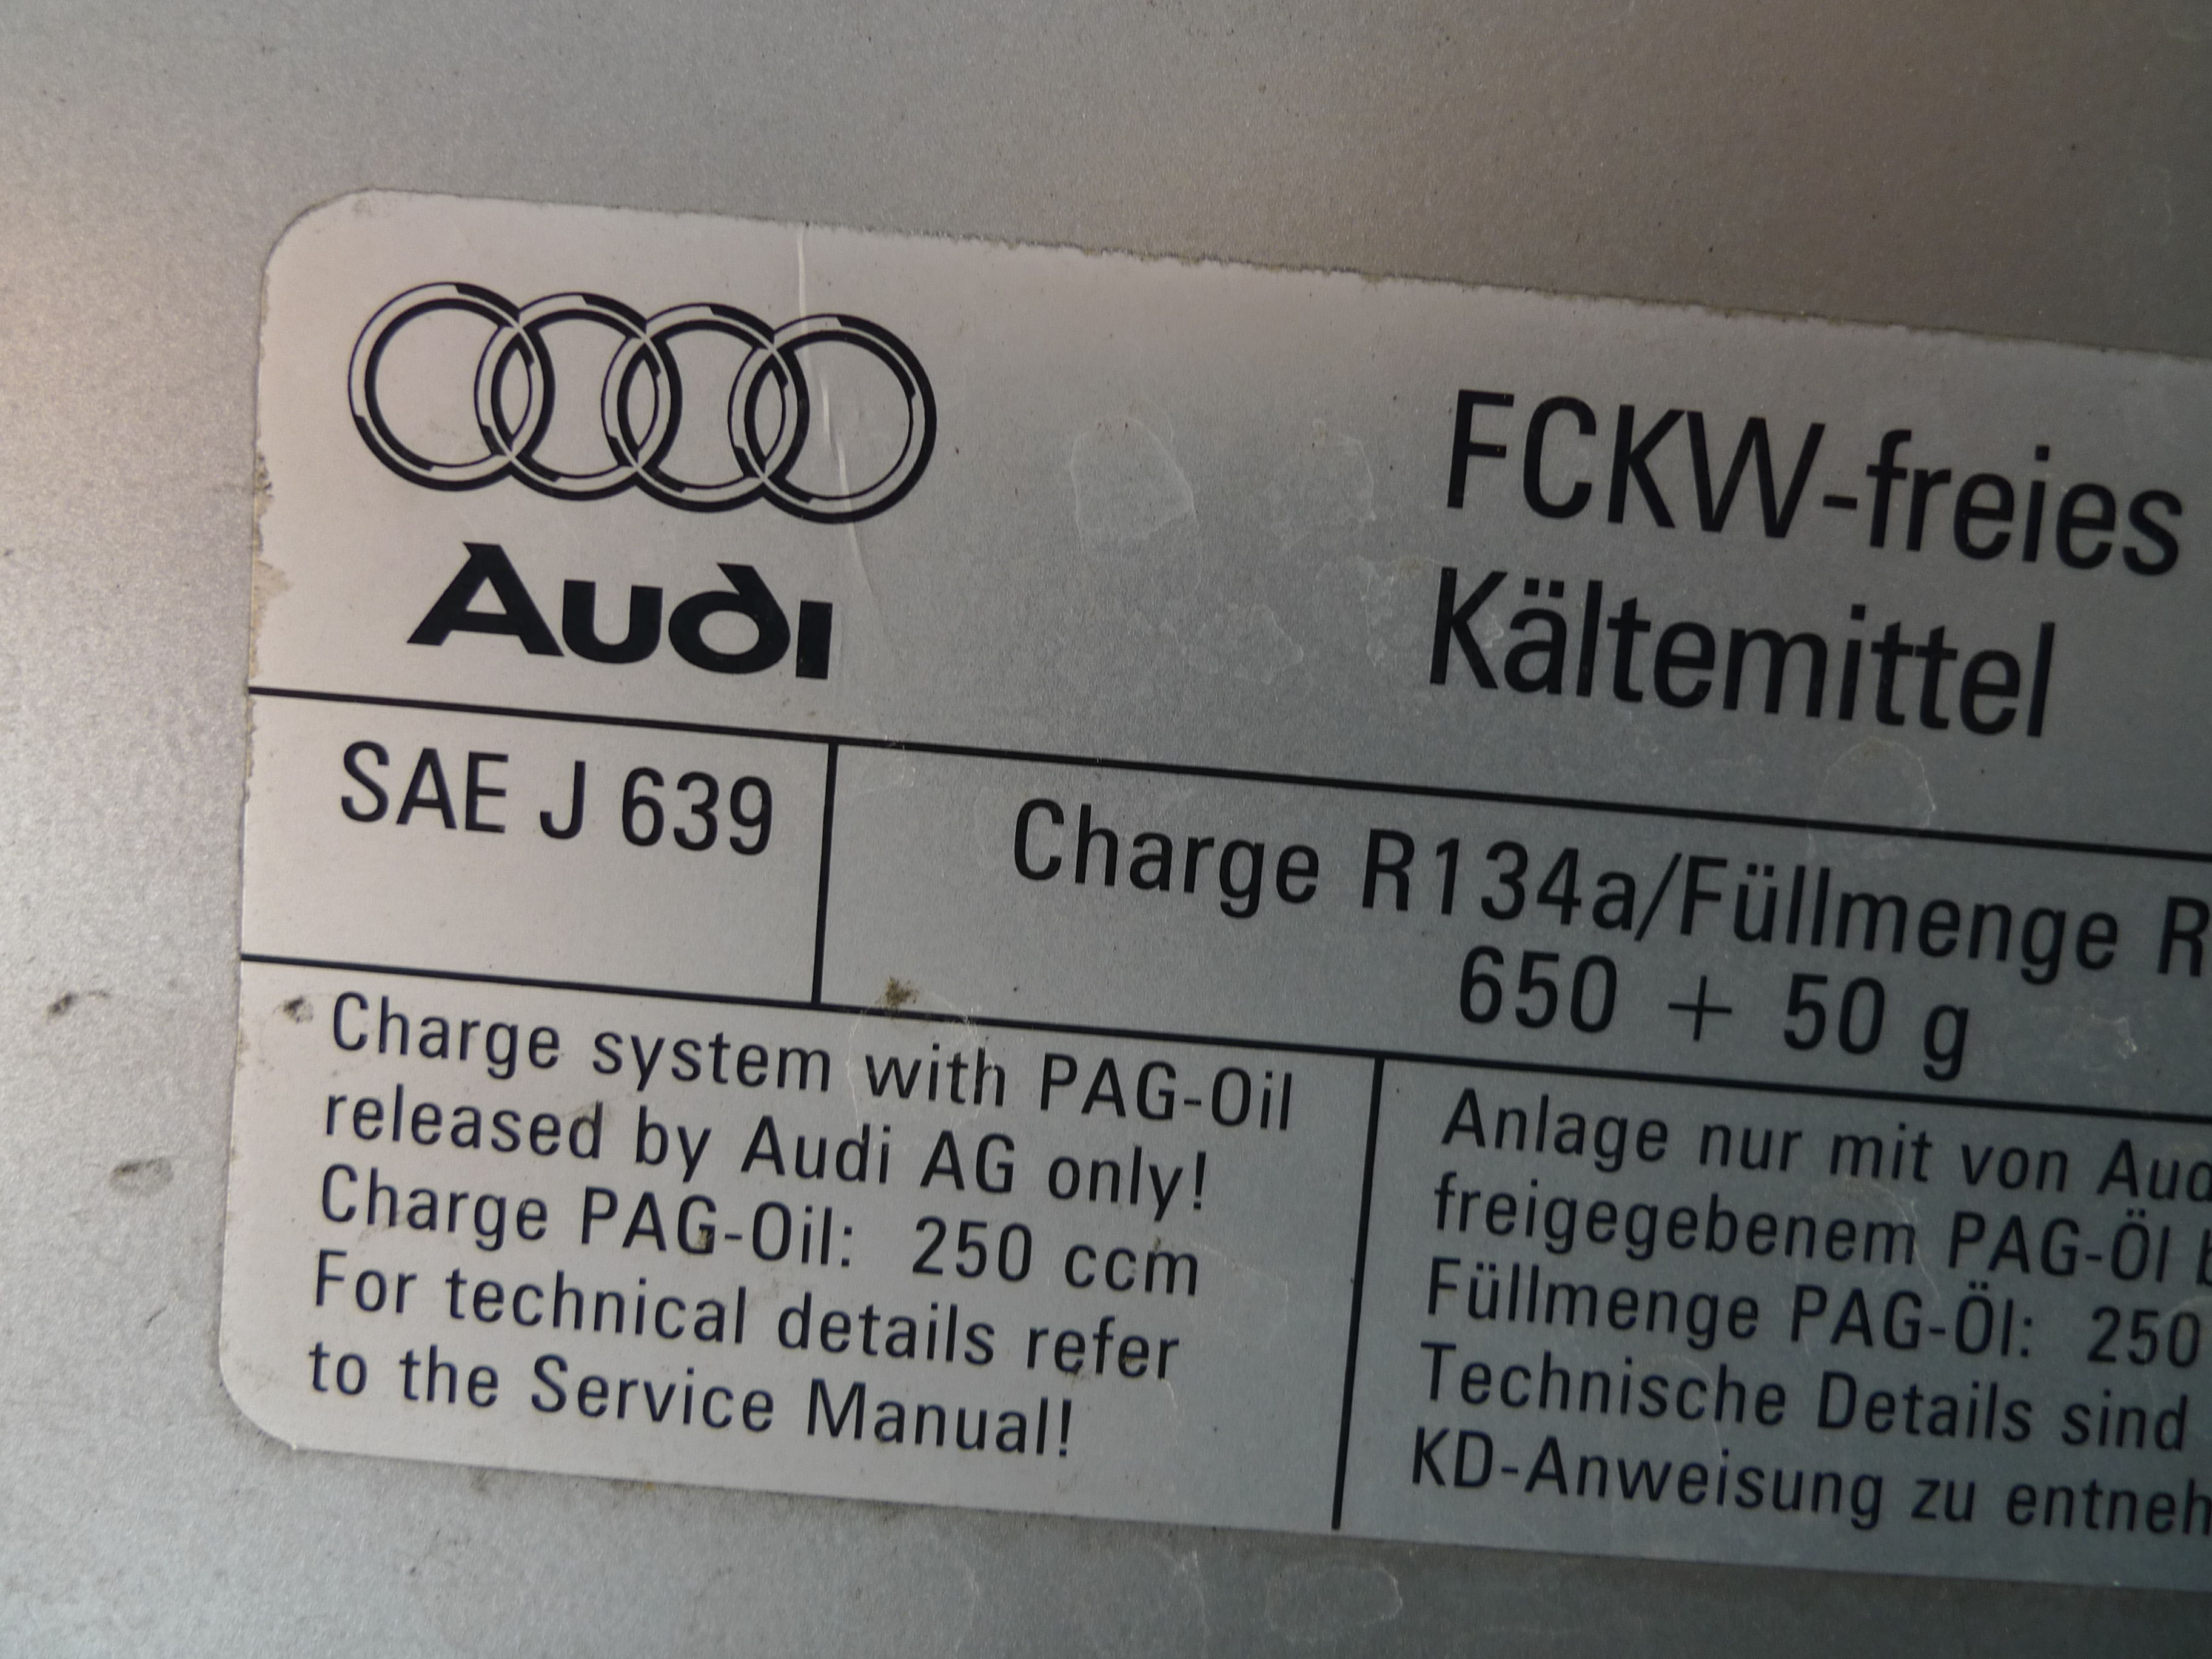 Audi
FCKW-freies
Kältemittel
SAE J 639
Charge R134a/Füllmenge R
650 + 50 g
Charge system with PAG-Oil
released by Audi AG only!
Charge PAG-Oil: 250 ccm
For technical details refer
to the Service Manual!
Anlage nur mit von Aud
freigegebenem PAG-Öl
Füllmenge PAG-Öl: 250
Technische Details sind
KD-Anweisung zu entneh